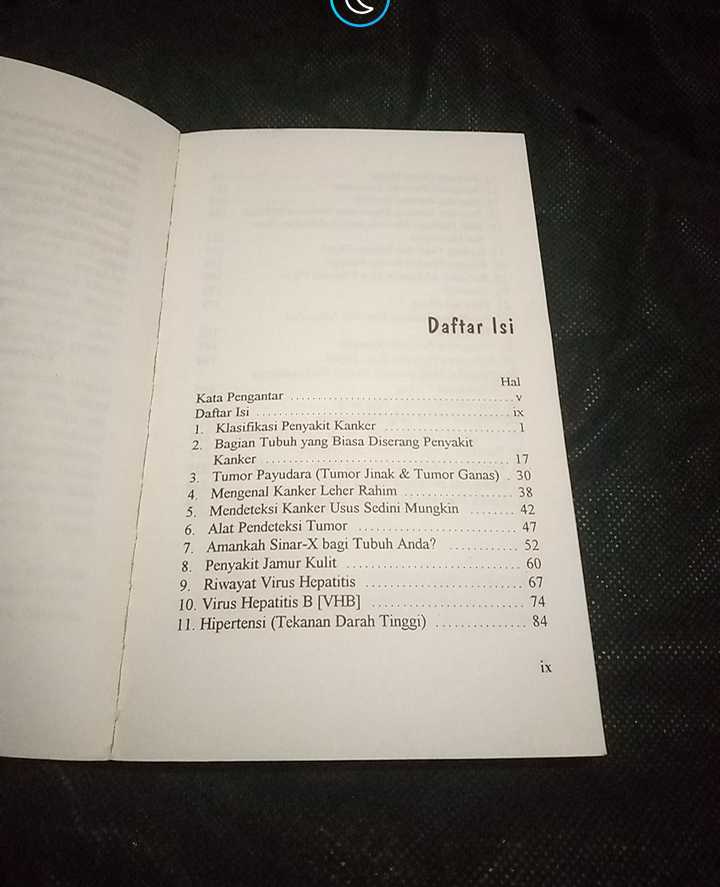 Daftar Isi
Hal
Kata Pengantar ........................................ v
Daftar Isi .............................................. ix
1. Klasifikasi Penyakit Kanker ........................ 1
2. Bagian Tubuh yang Biasa Diserang Penyakit
Kanker ............................................. 17
3. Tumor Payudara (Tumor Jinak & Tumor Ganas) . 30
4. Mengenal Kanker Leher Rahim .................... 38
5. Mendeteksi Kanker Usus Sedini Mungkin ........ 42
6. Alat Pendeteksi Tumor ............................ 47
7. Amankah Sinar-X bagi Tubuh Anda? ............ 52
8. Penyakit Jamur Kulit .............................. 60
9. Riwayat Virus Hepatitis ........................... 67
10. Virus Hepatitis B [VHB] .......................... 74
11. Hipertensi (Tekanan Darah Tinggi) ............... 84
ix